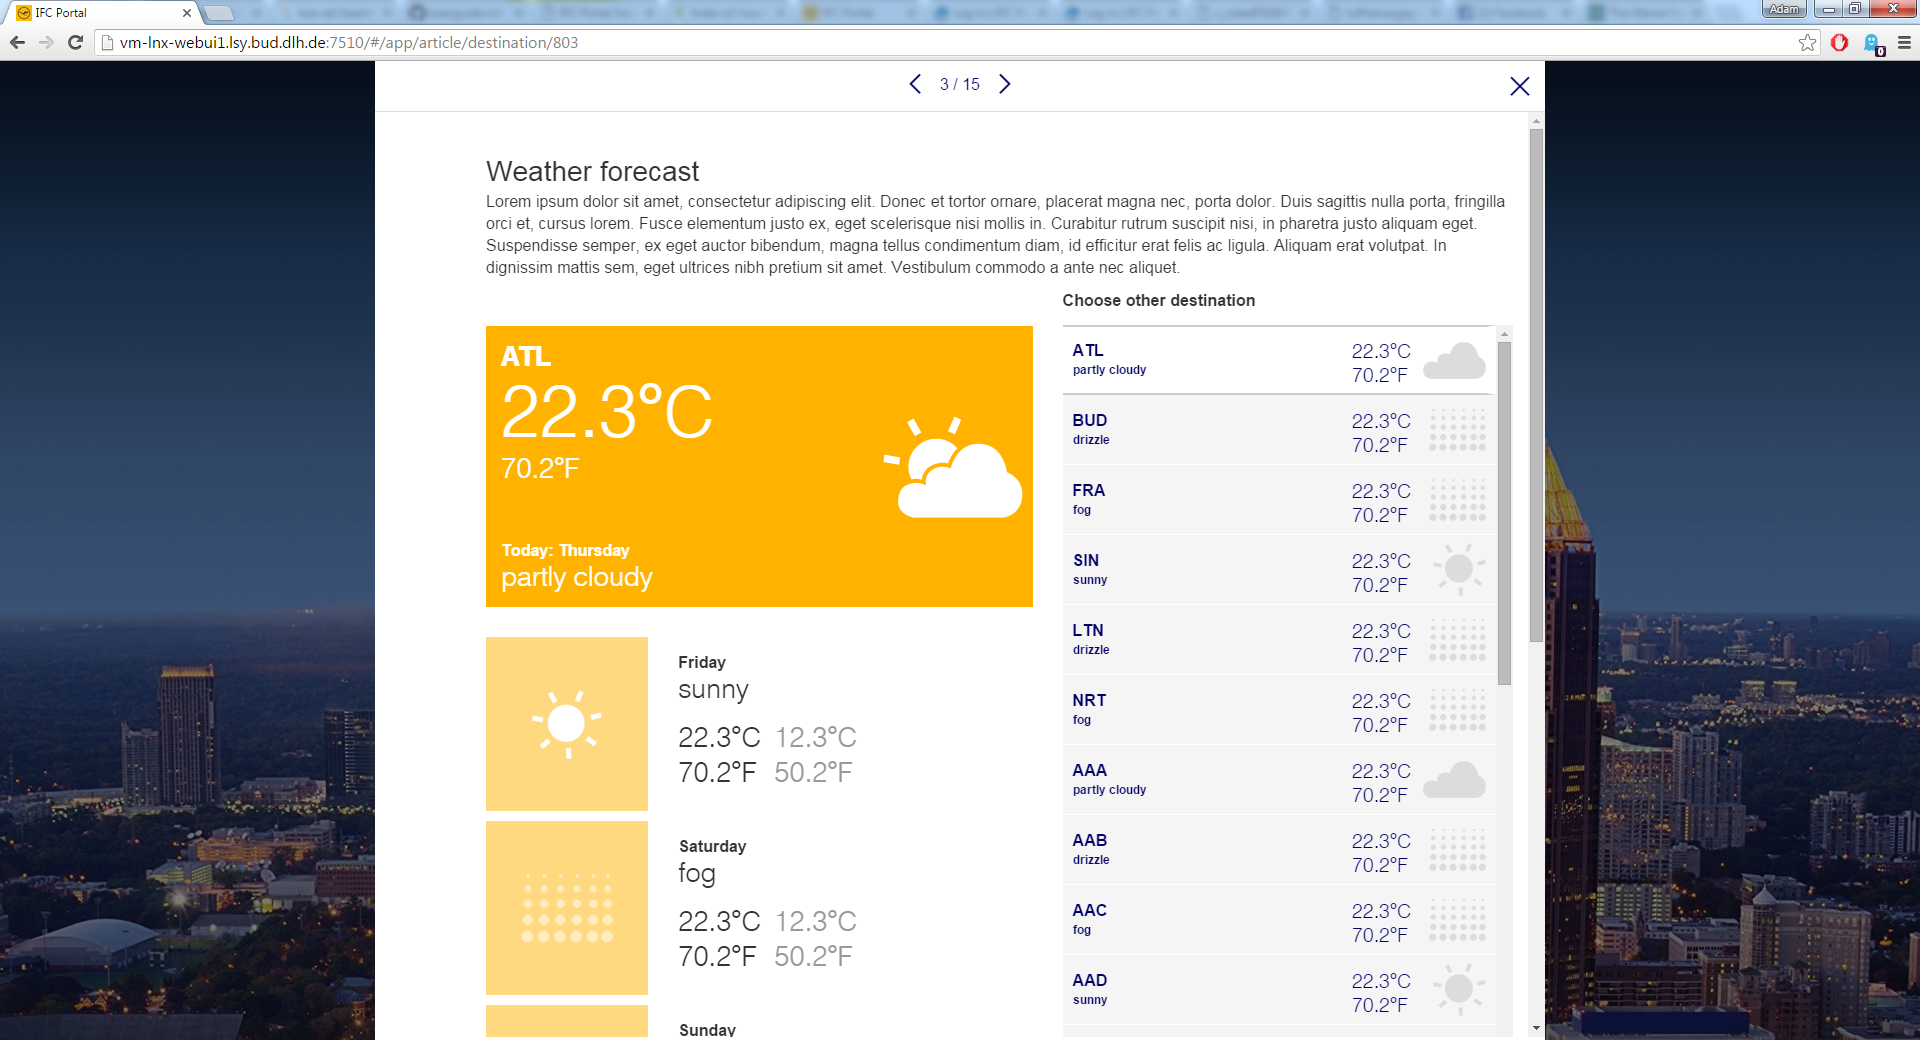 IFC Portal
Adam
vm-lnx-webui1.lsy.bud.dlh.de:7510/#/app/article/destination/803
0
3 / 15
Weather forecast
Lorem ipsum dolor sit amet, consectetur adipiscing elit. Donec et tortor ornare, placerat magna nec, porta dolor. Duis sagittis nulla porta, fringilla
orci et, cursus lorem. Fusce elementum justo ex, eget scelerisque nisi mollis in. Curabitur rutrum suscipit nisi, in pharetra justo aliquam eget.
Suspendisse semper, ex eget auctor bibendum, magna tellus condimentum diam, id efficitur erat felis ac ligula. Aliquam erat volutpat. In
dignissim mattis sem, eget ultrices nibh pretium sit amet. Vestibulum commodo a ante nec aliquet.
ATL
22.3°C
70.2°F
Today: Thursday
partly cloudy
Friday
sunny
22.3°C 12.3°C
70.2°F 50.2°F
Saturday
fog
22.3°C 12.3°C
70.2°F 50.2°F
Sunday
Choose other destination
ATL
partly cloudy
22.3°C
70.2°F
BUD
drizzle
22.3°C
70.2°F
FRA
fog
22.3°C
70.2°F
SIN
sunny
22.3°C
70.2°F
LTN
drizzle
22.3°C
70.2°F
NRT
fog
22.3°C
70.2°F
AAA
partly cloudy
22.3°C
70.2°F
AAB
drizzle
22.3°C
70.2°F
AAC
fog
22.3°C
70.2°F
AAD
sunny
22.3°C
70.2°F